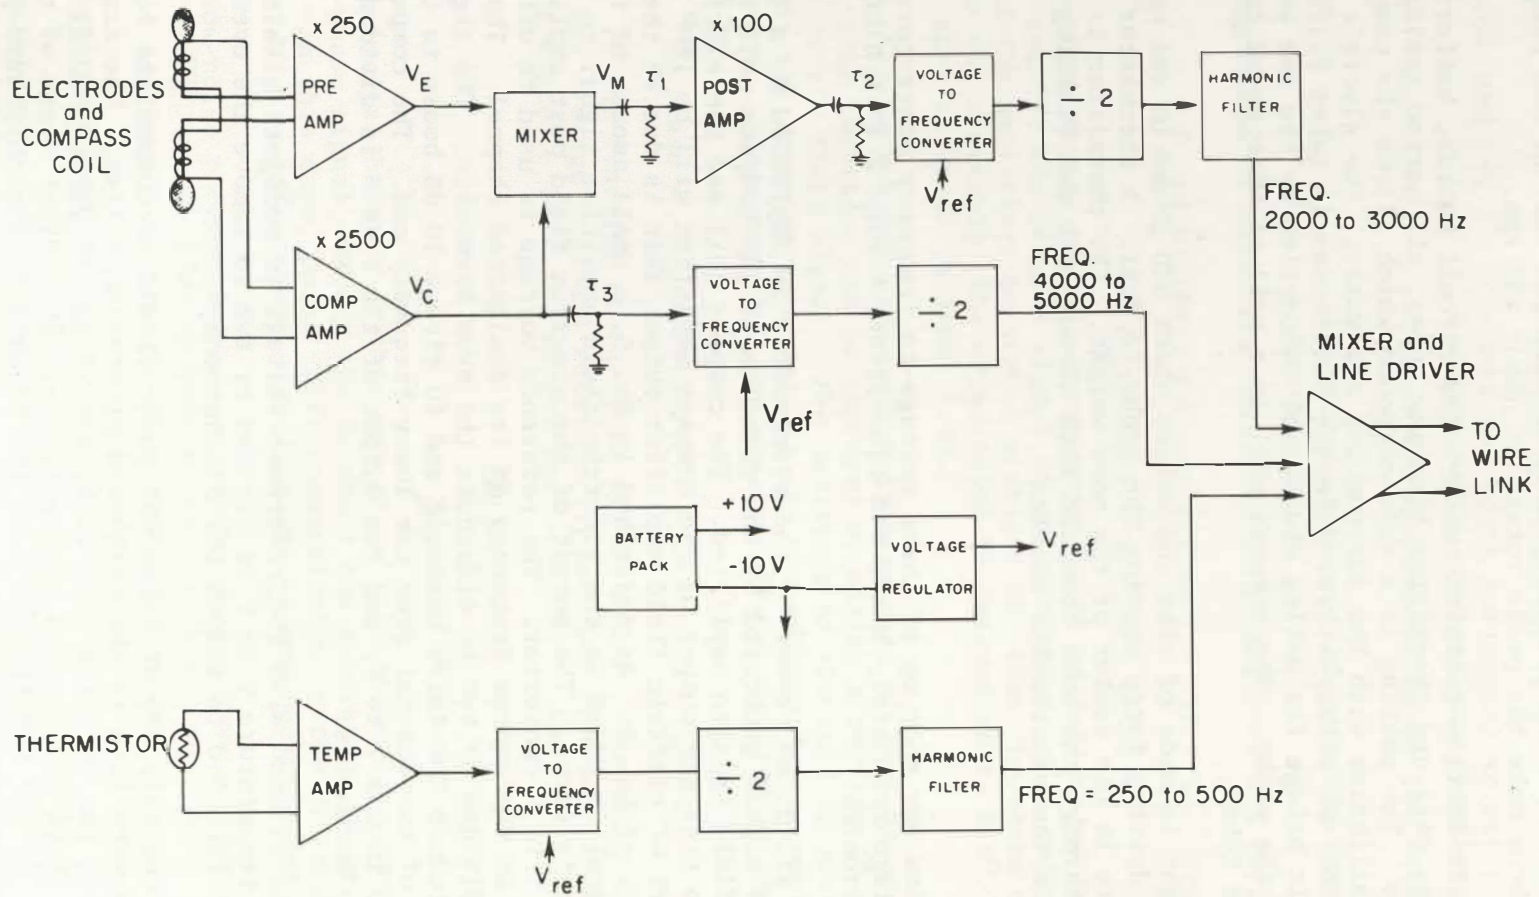 x 250
x 100
ELECTRODES
and
COMPASS
COIL
PRE
AMP
V_E
MIXER
V_M
τ1
POST
AMP
τ2
VOLTAGE
TO
FREQUENCY
CONVERTER
V_ref
÷ 2
HARMONIC
FILTER
FREQ.
2000 to 3000 Hz
x 2500
COMP
AMP
V_C
τ3
VOLTAGE
TO
FREQUENCY
CONVERTER
V_ref
÷ 2
FREQ.
4000 to
5000 Hz
MIXER and
LINE DRIVER
TO
WIRE
LINK
BATTERY
PACK
+10 V
-10 V
VOLTAGE
REGULATOR
V_ref
THERMISTOR
TEMP
AMP
VOLTAGE
TO
FREQUENCY
CONVERTER
V_ref
÷ 2
HARMONIC
FILTER
FREQ = 250 to 500 Hz